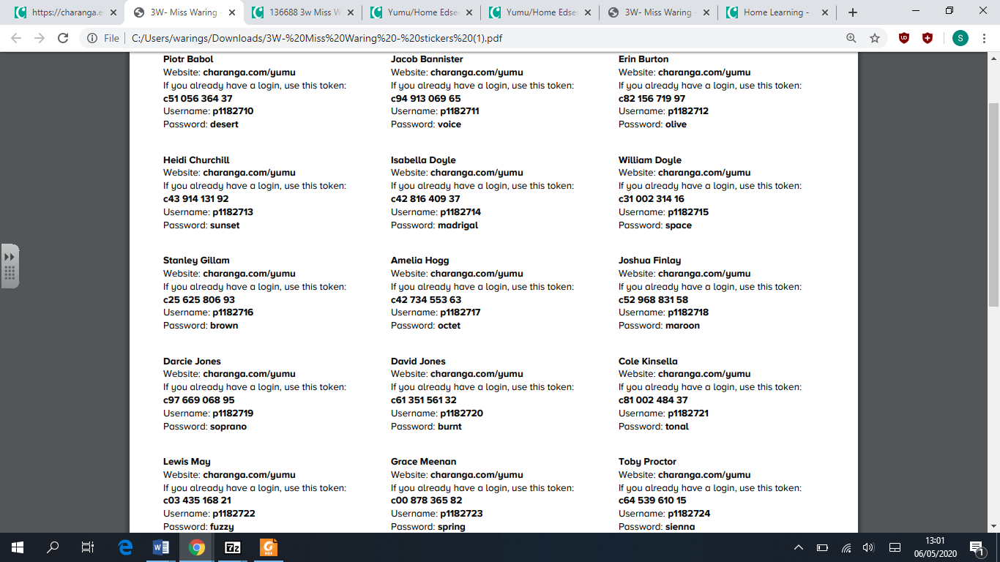 https://charanga.e
3W- Miss Waring
136688 3w Miss W
Yumu/Home Edse
Yumu/Home Edse
3W- Miss Waring
Home Learning -
File C:/Users/warings/Downloads/3W-%20Miss%20Waring%20-%20stickers%20(1).pdf
S
Piotr Babol
Website: charanga.com/yumu
If you already have a login, use this token:
c51 056 364 37
Username: p1182710
Password: desert
Jacob Bannister
Website: charanga.com/yumu
If you already have a login, use this token:
c94 913 069 65
Username: p1182711
Password: voice
Erin Burton
Website: charanga.com/yumu
If you already have a login, use this token:
c82 156 719 97
Username: p1182712
Password: olive
Heidi Churchill
Website: charanga.com/yumu
If you already have a login, use this token:
c43 914 131 92
Username: p1182713
Password: sunset
Isabella Doyle
Website: charanga.com/yumu
If you already have a login, use this token:
c42 816 409 37
Username: p1182714
Password: madrigal
William Doyle
Website: charanga.com/yumu
If you already have a login, use this token:
c31 002 314 16
Username: p1182715
Password: space
Stanley Gillam
Website: charanga.com/yumu
If you already have a login, use this token:
c25 625 806 93
Username: p1182716
Password: brown
Amelia Hogg
Website: charanga.com/yumu
If you already have a login, use this token:
c42 734 553 63
Username: p1182717
Password: octet
Joshua Finlay
Website: charanga.com/yumu
If you already have a login, use this token:
c52 968 831 58
Username: p1182718
Password: maroon
Darcie Jones
Website: charanga.com/yumu
If you already have a login, use this token:
c97 669 068 95
Username: p1182719
Password: soprano
David Jones
Website: charanga.com/yumu
If you already have a login, use this token:
c61 351 561 32
Username: p1182720
Password: burnt
Cole Kinsella
Website: charanga.com/yumu
If you already have a login, use this token:
c81 002 484 37
Username: p1182721
Password: tonal
Lewis May
Website: charanga.com/yumu
If you already have a login, use this token:
c03 435 168 21
Username: p1182722
Password: fuzzy
Grace Meenan
Website: charanga.com/yumu
If you already have a login, use this token:
c00 878 365 82
Username: p1182723
Password: spring
Toby Proctor
Website: charanga.com/yumu
If you already have a login, use this token:
c64 539 610 15
Username: p1182724
Password: sienna
7z
PDF
13:01
06/05/2020
1